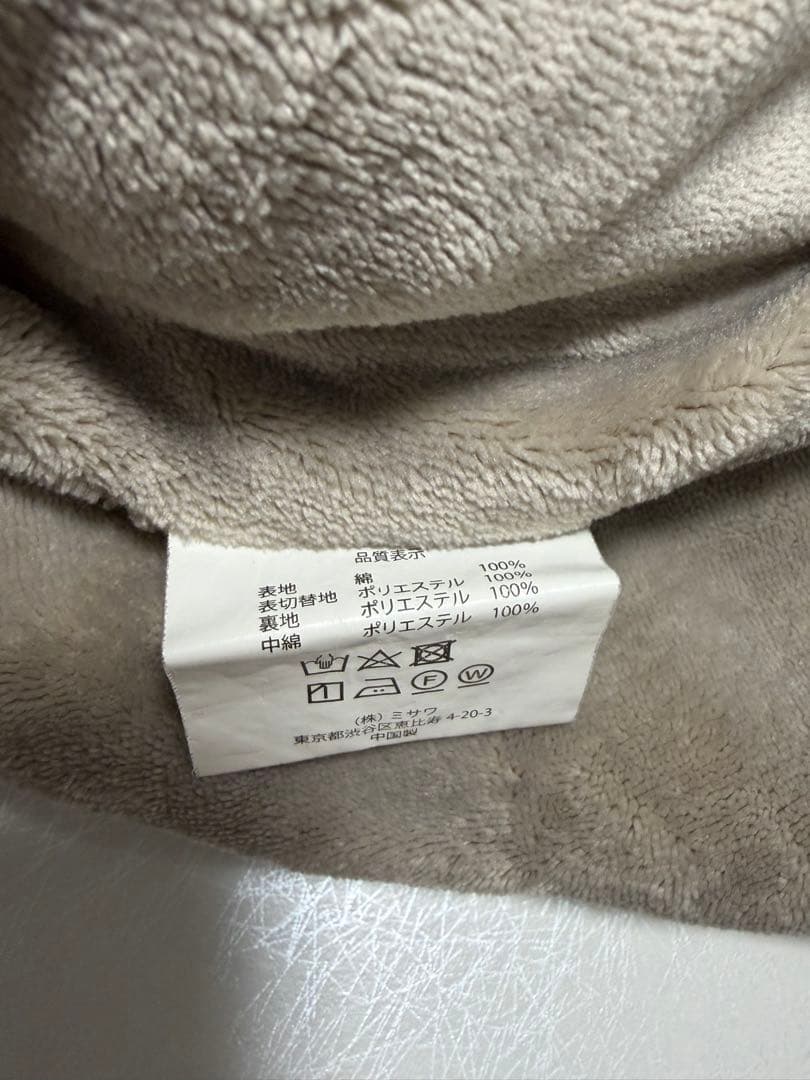 品質表示
表地 綿 100%
表切替地 ポリエステル 100%
裏地 ポリエステル 100%
中綿 ポリエステル 100%
F W
(株)ミサワ
東京都渋谷区恵比寿 4-20-3
中国製